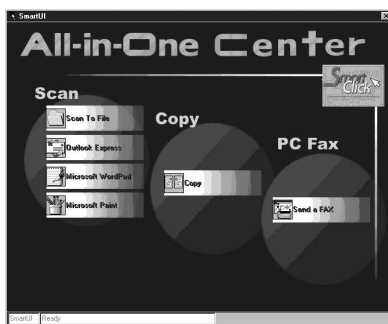 SmartUI
All-in-One Center
Smart
Click
Scan
Scan To File
Outlook Express
Microsoft WordPad
Microsoft Paint
Copy
Copy
PC Fax
Send a FAX
SmartUI Ready